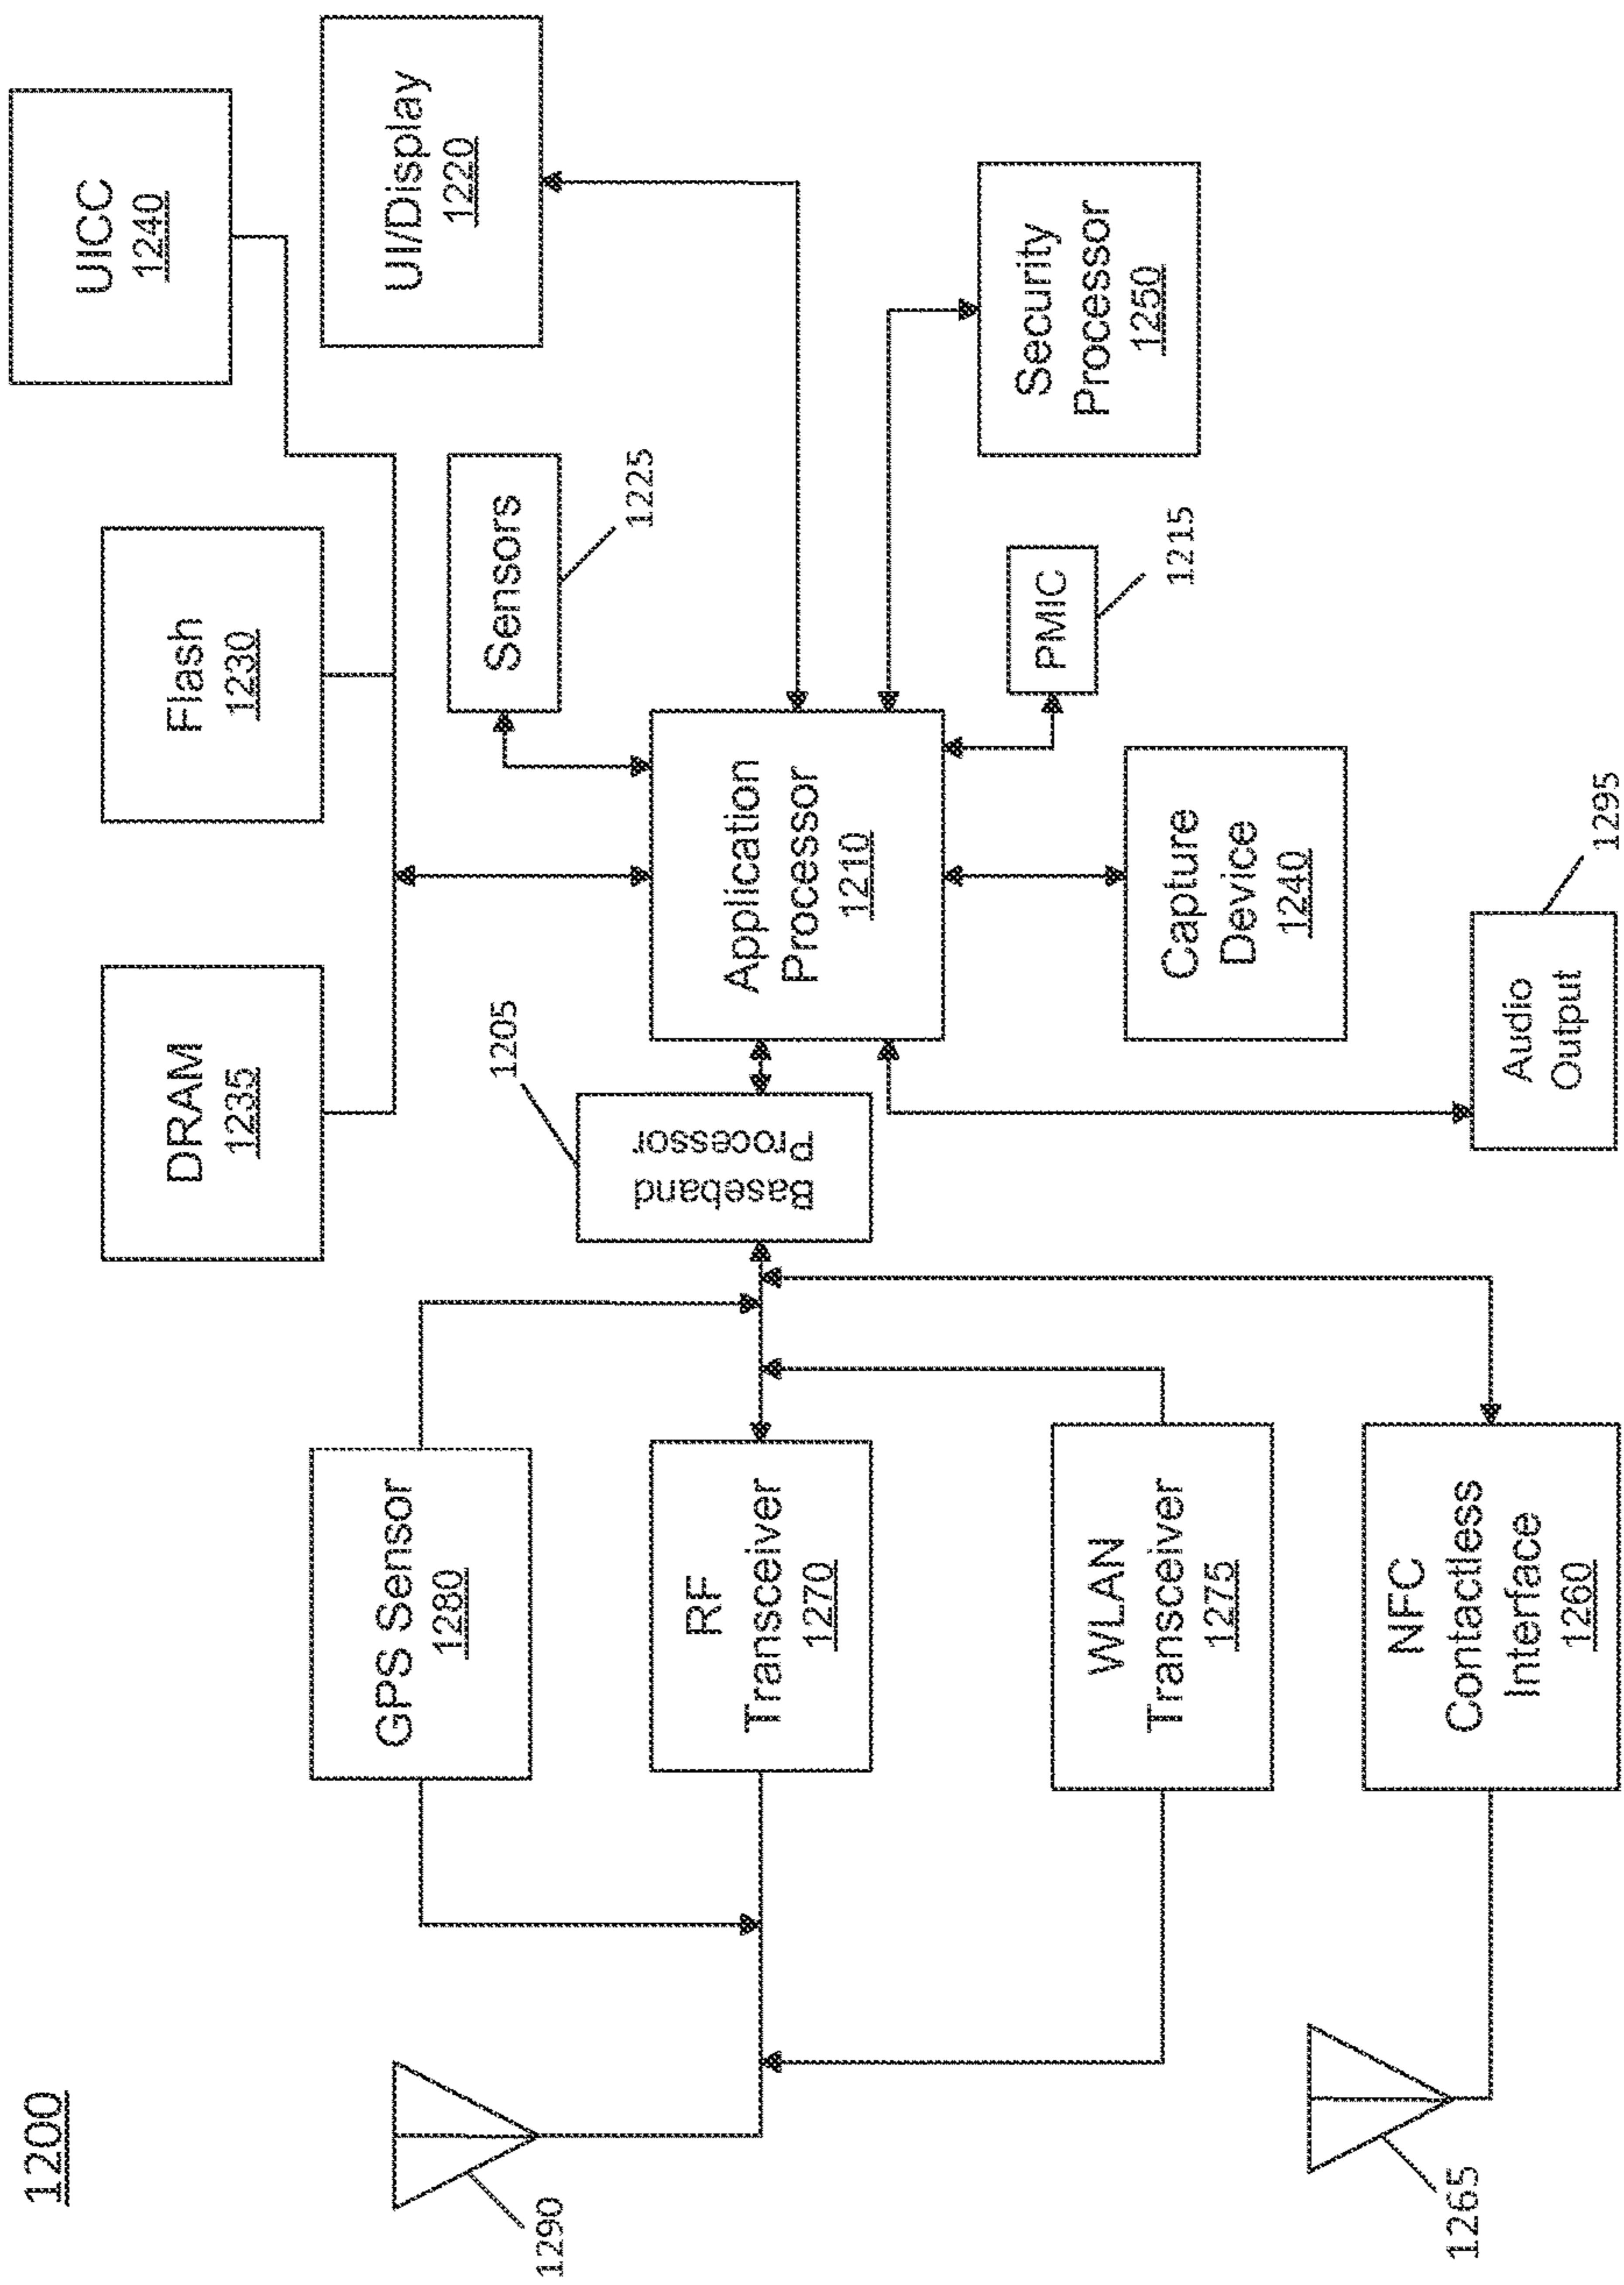 1200
UICC
1240
Flash
1230
DRAM
1235
UI/Display
1220
Sensors
1225
GPS Sensor
1280
1290
1205
Baseband
Processor
Application
Processor
1210
RF
Transceiver
1270
Security
Processor
1250
PMIC
1215
WLAN
Transceiver
1275
Capture
Device
1240
NFC
Contactless
Interface
1260
1265
Audio
Output
1295